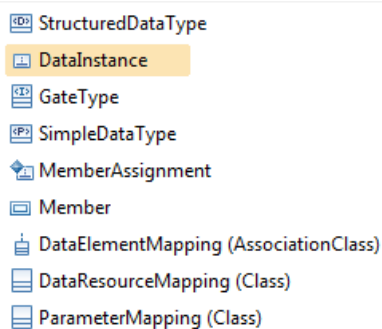 StructuredDataType
DataInstance
GateType
SimpleDataType
MemberAssignment
Member
DataElementMapping (AssociationClass)
DataResourceMapping (Class)
ParameterMapping (Class)